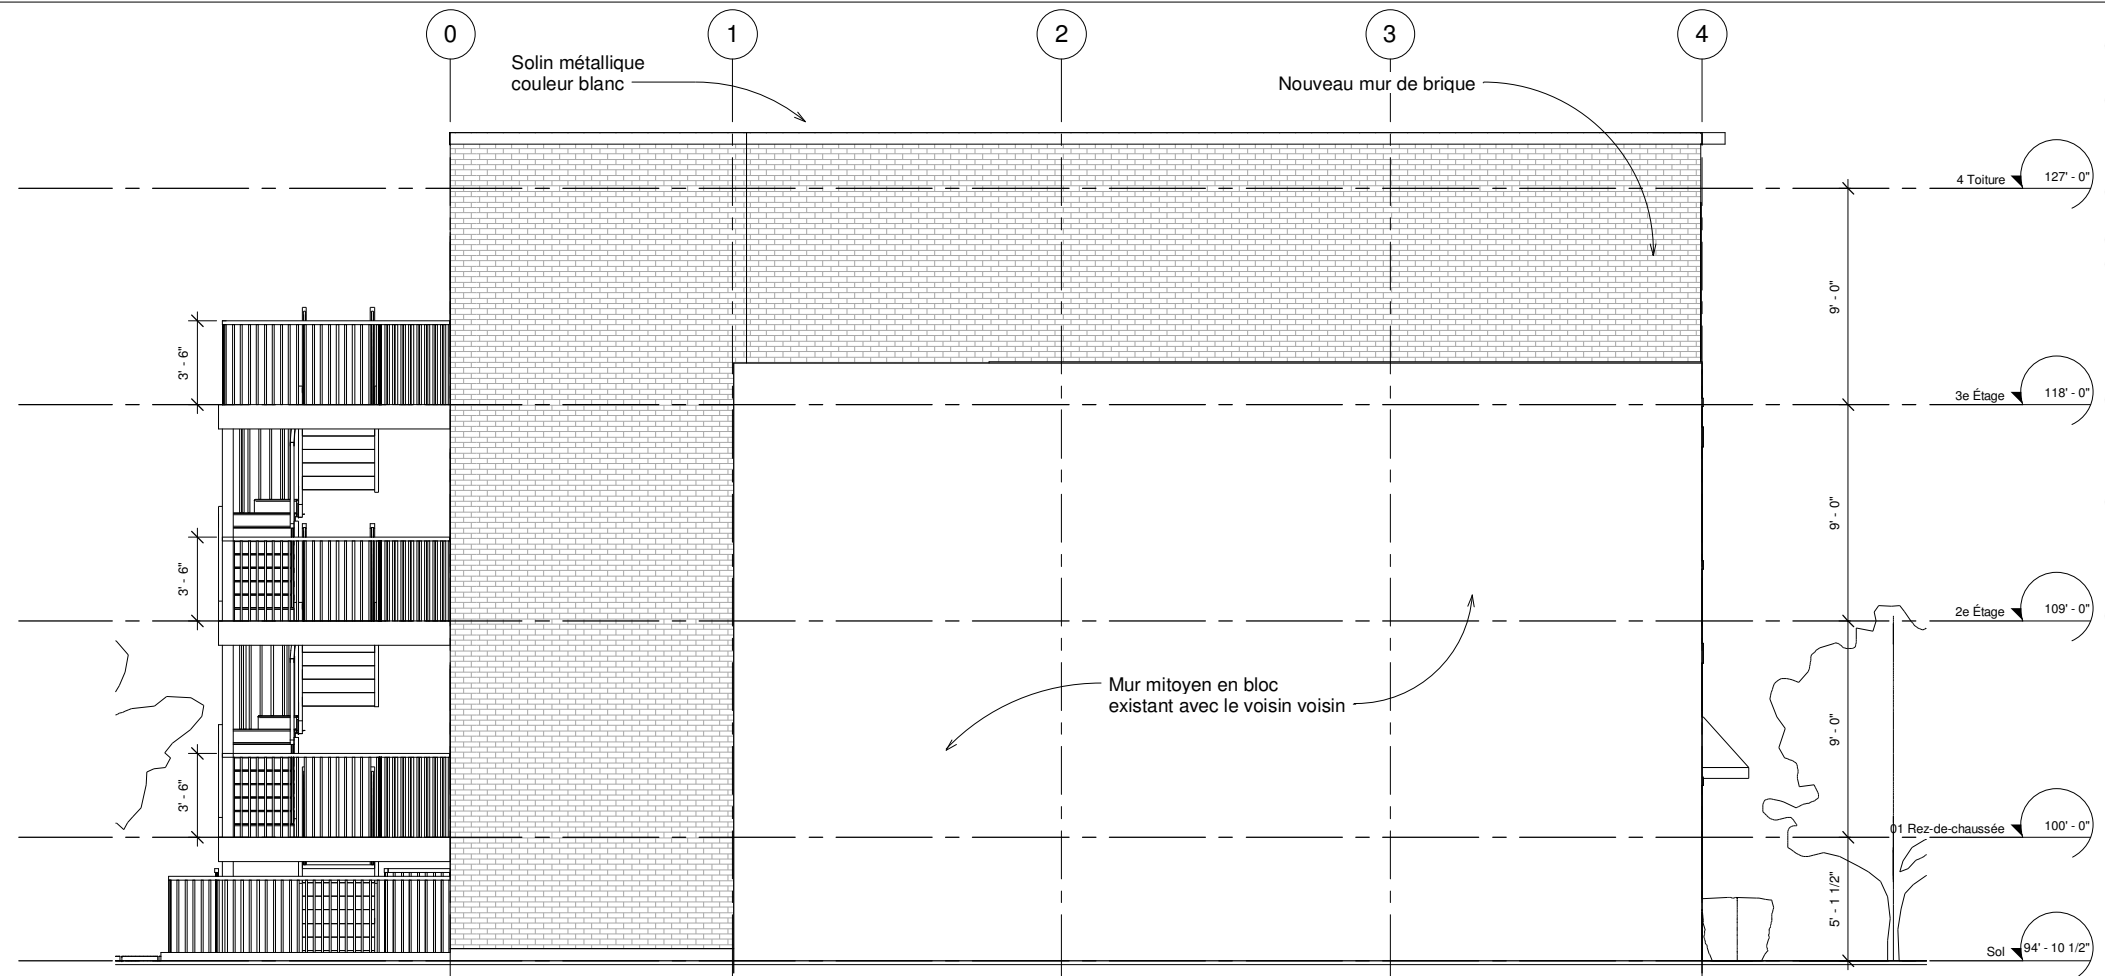 0
1
2
3
4
Solin métallique
couleur blanc
Nouveau mur de brique
4 Toiture
127' - 0"
9' - 0"
3' - 6"
3e Étage
118' - 0"
9' - 0"
3' - 6"
2e Étage
109' - 0"
Mur mitoyen en bloc
existant avec le voisin voisin
9' - 0"
3' - 6"
01 Rez-de-chaussée
100' - 0"
5' - 1 1/2"
Sol
94' - 10 1/2"